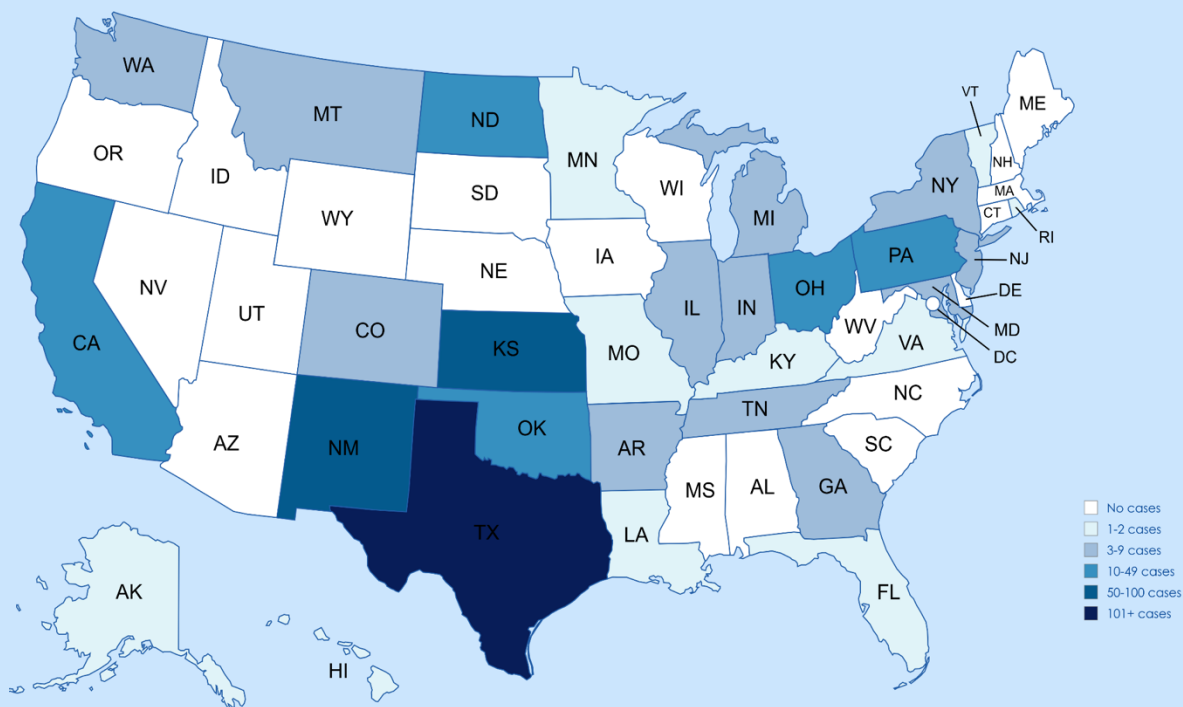 WA
MT
ND
MN
VT
ME
OR
ID
SD
WI
NH
WY
MI
NY
MA
CT
RI
NE
IA
PA
NJ
NV
UT
CO
IL
IN
OH
DE
CA
KS
MO
WV
MD
VA
DC
KY
AZ
NM
OK
AR
TN
NC
SC
MS
AL
GA
TX
LA
FL
AK
HI
No cases
1-2 cases
3-9 cases
10-49 cases
50-100 cases
101+ cases